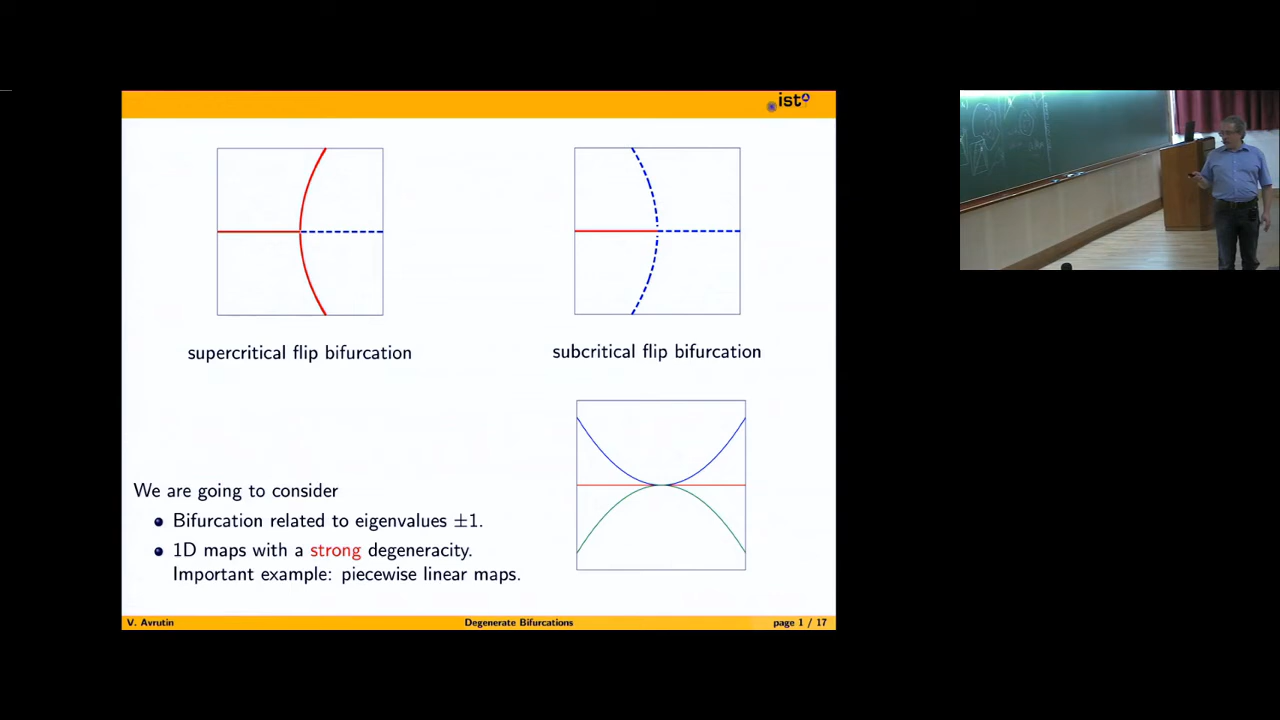 ist
supercritical flip bifurcation
subcritical flip bifurcation
We are going to consider
Bifurcation related to eigenvalues ±1.
1D maps with a strong degeneracity.
Important example: piecewise linear maps.
V. Avrutin
Degenerate Bifurcations
page 1 / 17